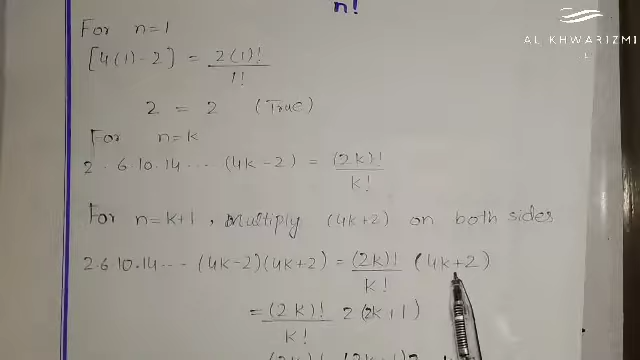 n!
AL KHWARIZMI
For n=1
[4(1)-2] = 2(1)!/1!
2 = 2 (True)
For n=k
2.6.10.14.... (4k-2) = (2k)!/k!
For n=k+1, Multiply (4k+2) on both sides
2.6.10.14.... (4k-2)(4k+2) = (2k)!/k! (4k+2)
= (2k)!/k! 2(2k+1)